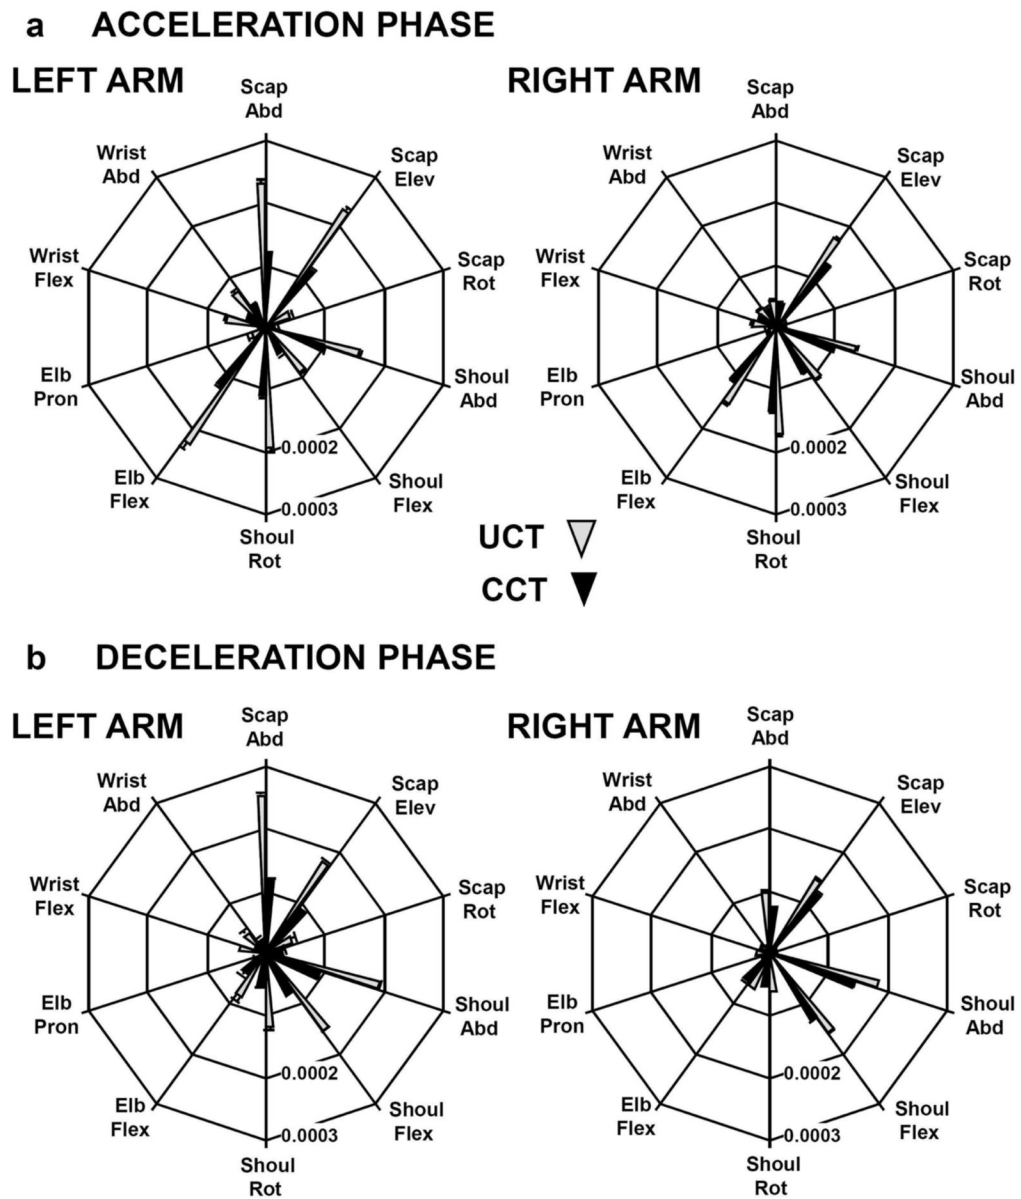 a ACCELERATION PHASE
LEFT ARM
Scap
Abd
Scap
Elev
Scap
Rot
Shoul
Abd
Shoul
Flex
Shoul
Rot
Elb
Flex
Elb
Pron
Wrist
Flex
Wrist
Abd
0.0002
0.0003
RIGHT ARM
Scap
Abd
Scap
Elev
Scap
Rot
Shoul
Abd
Shoul
Flex
Shoul
Rot
Elb
Flex
Elb
Pron
Wrist
Flex
Wrist
Abd
0.0002
0.0003
UCT
CCT
b DECELERATION PHASE
LEFT ARM
Scap
Abd
Scap
Elev
Scap
Rot
Shoul
Abd
Shoul
Flex
Shoul
Rot
Elb
Flex
Elb
Pron
Wrist
Flex
Wrist
Abd
0.0002
0.0003
RIGHT ARM
Scap
Abd
Scap
Elev
Scap
Rot
Shoul
Abd
Shoul
Flex
Shoul
Rot
Elb
Flex
Elb
Pron
Wrist
Flex
Wrist
Abd
0.0002
0.0003